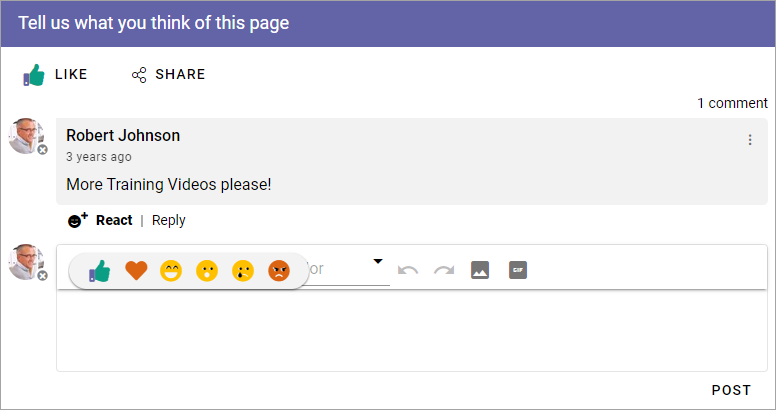 Tell us what you think of this page
LIKE
SHARE
1 comment
Robert Johnson
3 years ago
More Training Videos please!
React | Reply
GIF
POST